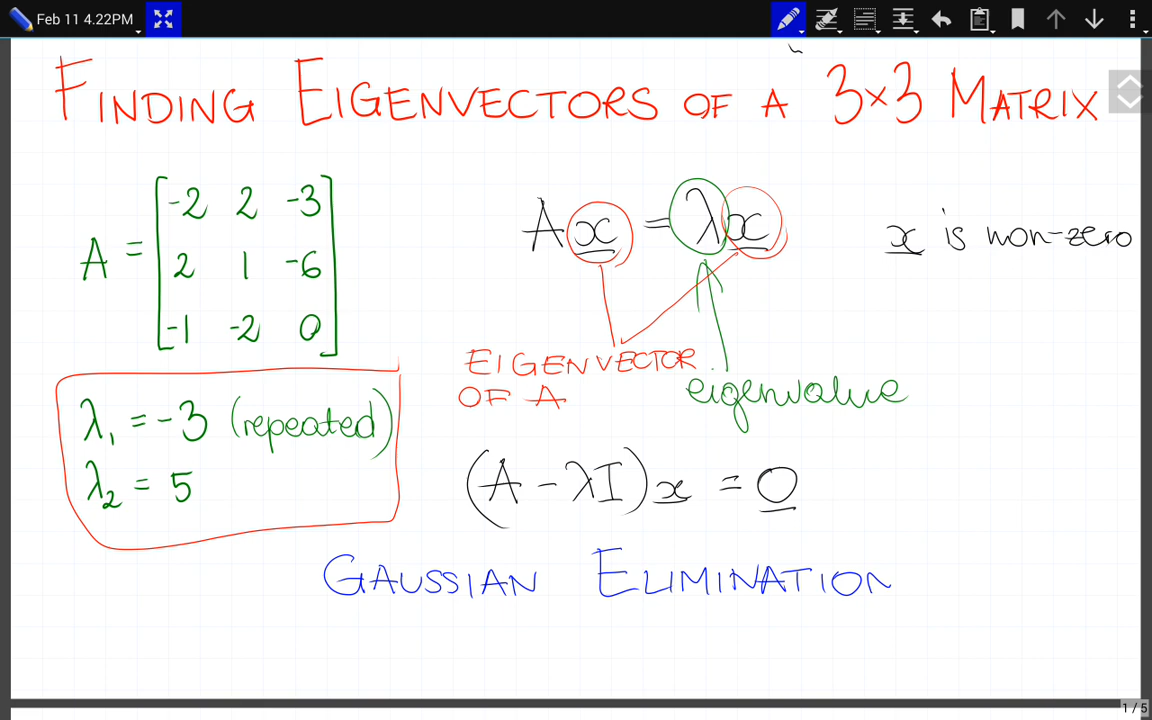 Feb 11 4.22PM
FINDING EIGENVECTORS OF A 3×3 MATRIX
A = [-2 2 -3
2 1 -6
-1 -2 0]
Ax = λx
x is non-zero
EIGENVECTOR
OF A
eigenvalue
λ₁ = -3 (repeated)
λ₂ = 5
(A - λI)x = 0
GAUSSIAN ELIMINATION
1 / 5